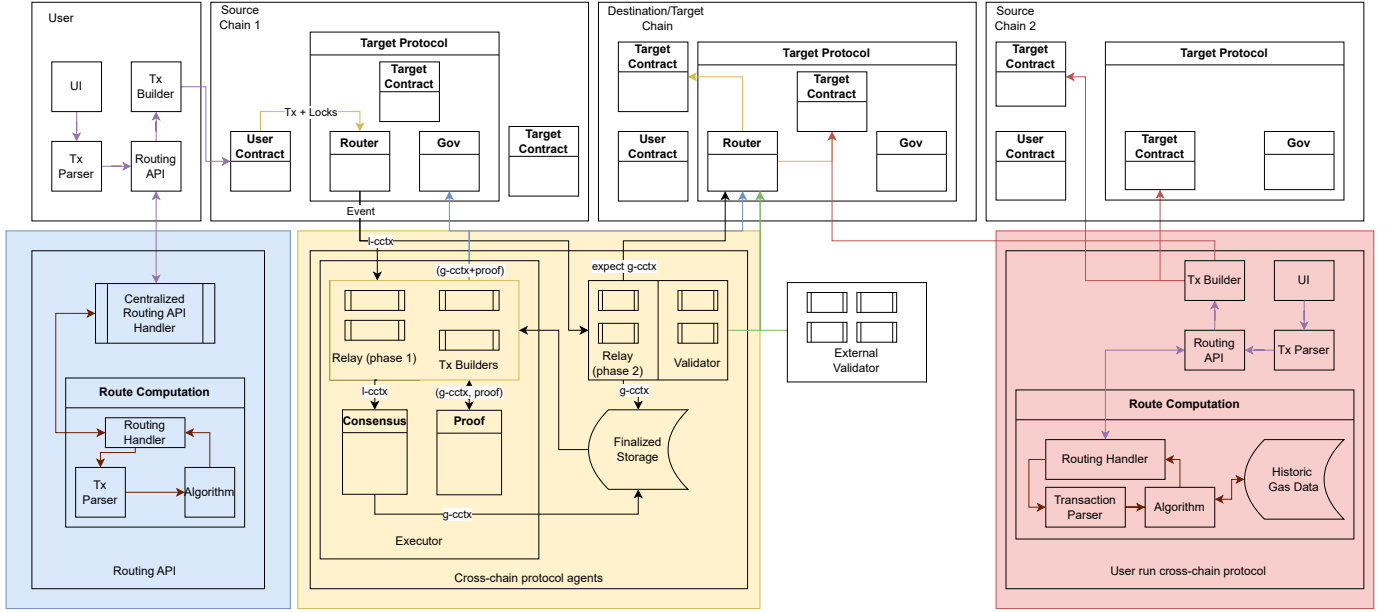 User
UI
Tx
Builder
Tx
Parser
Routing
API
Source
Chain 1
Target Protocol
Target
Contract
Tx + Locks
User
Contract
Router
Gov
Target
Contract
Event
Destination/Target
Chain
Target
Contract
Target Protocol
Target
Contract
User
Contract
Router
Gov
Source
Chain 2
Target
Contract
Target Protocol
User
Contract
Target
Contract
Gov
Centralized
Routing API
Handler
Route Computation
Routing
Handler
Tx
Parser
Algorithm
Routing API
l-cctx
(g-cctx+proof)
expect g-cctx
Relay (phase 1)
Tx Builders
Relay
(phase 2)
Validator
l-cctx
(g-cctx, proof)
g-cctx
Consensus
Proof
Finalized
Storage
g-cctx
Executor
Cross-chain protocol agents
External
Validator
Tx Builder
UI
Routing
API
Tx Parser
Route Computation
Routing Handler
Historic
Gas Data
Transaction
Parser
Algorithm
User run cross-chain protocol